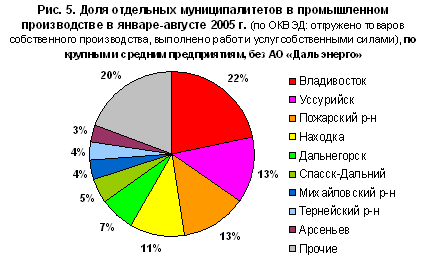 Рис. 5. Доля отдельных муниципалитетов в промышленном
производстве в январе-августе 2005 г. (по ОКВЭД: отгружено товаров
собственного производства, выполнено работ и услуг собственными силами), по
крупным и средним предприятиям, без АО «Дальэнерго»
22%
13%
13%
11%
7%
5%
4%
4%
3%
20%
Владивосток
Уссурийск
Пожарский р-н
Находка
Дальнегорск
Спасск-Дальний
Михайловский р-н
Тернейский р-н
Арсеньев
Прочие